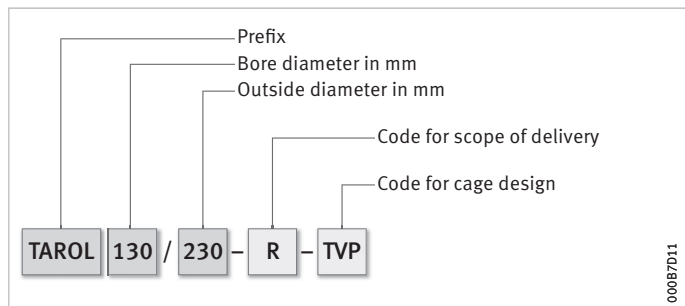 Prefix
Bore diameter in mm
Outside diameter in mm
Code for scope of delivery
Code for cage design
TAROL 130 / 230 – R – TVP
000B7D11